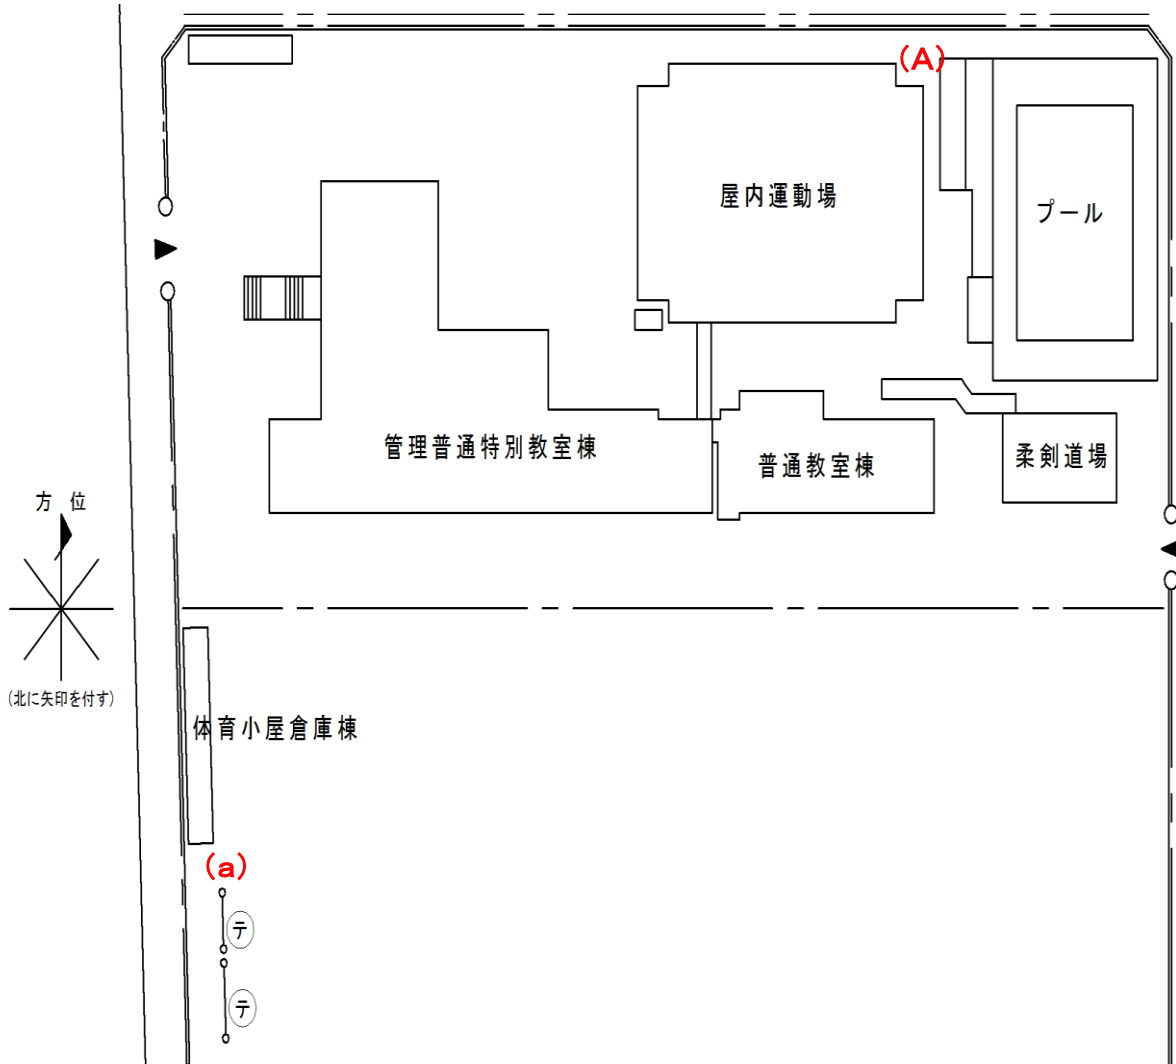 (A)
屋内運動場
プール
管理普通特別教室棟
普通教室棟
柔剣道場
方 位
(北に矢印を付す)
体育小屋倉庫棟
(a)
テ
テ